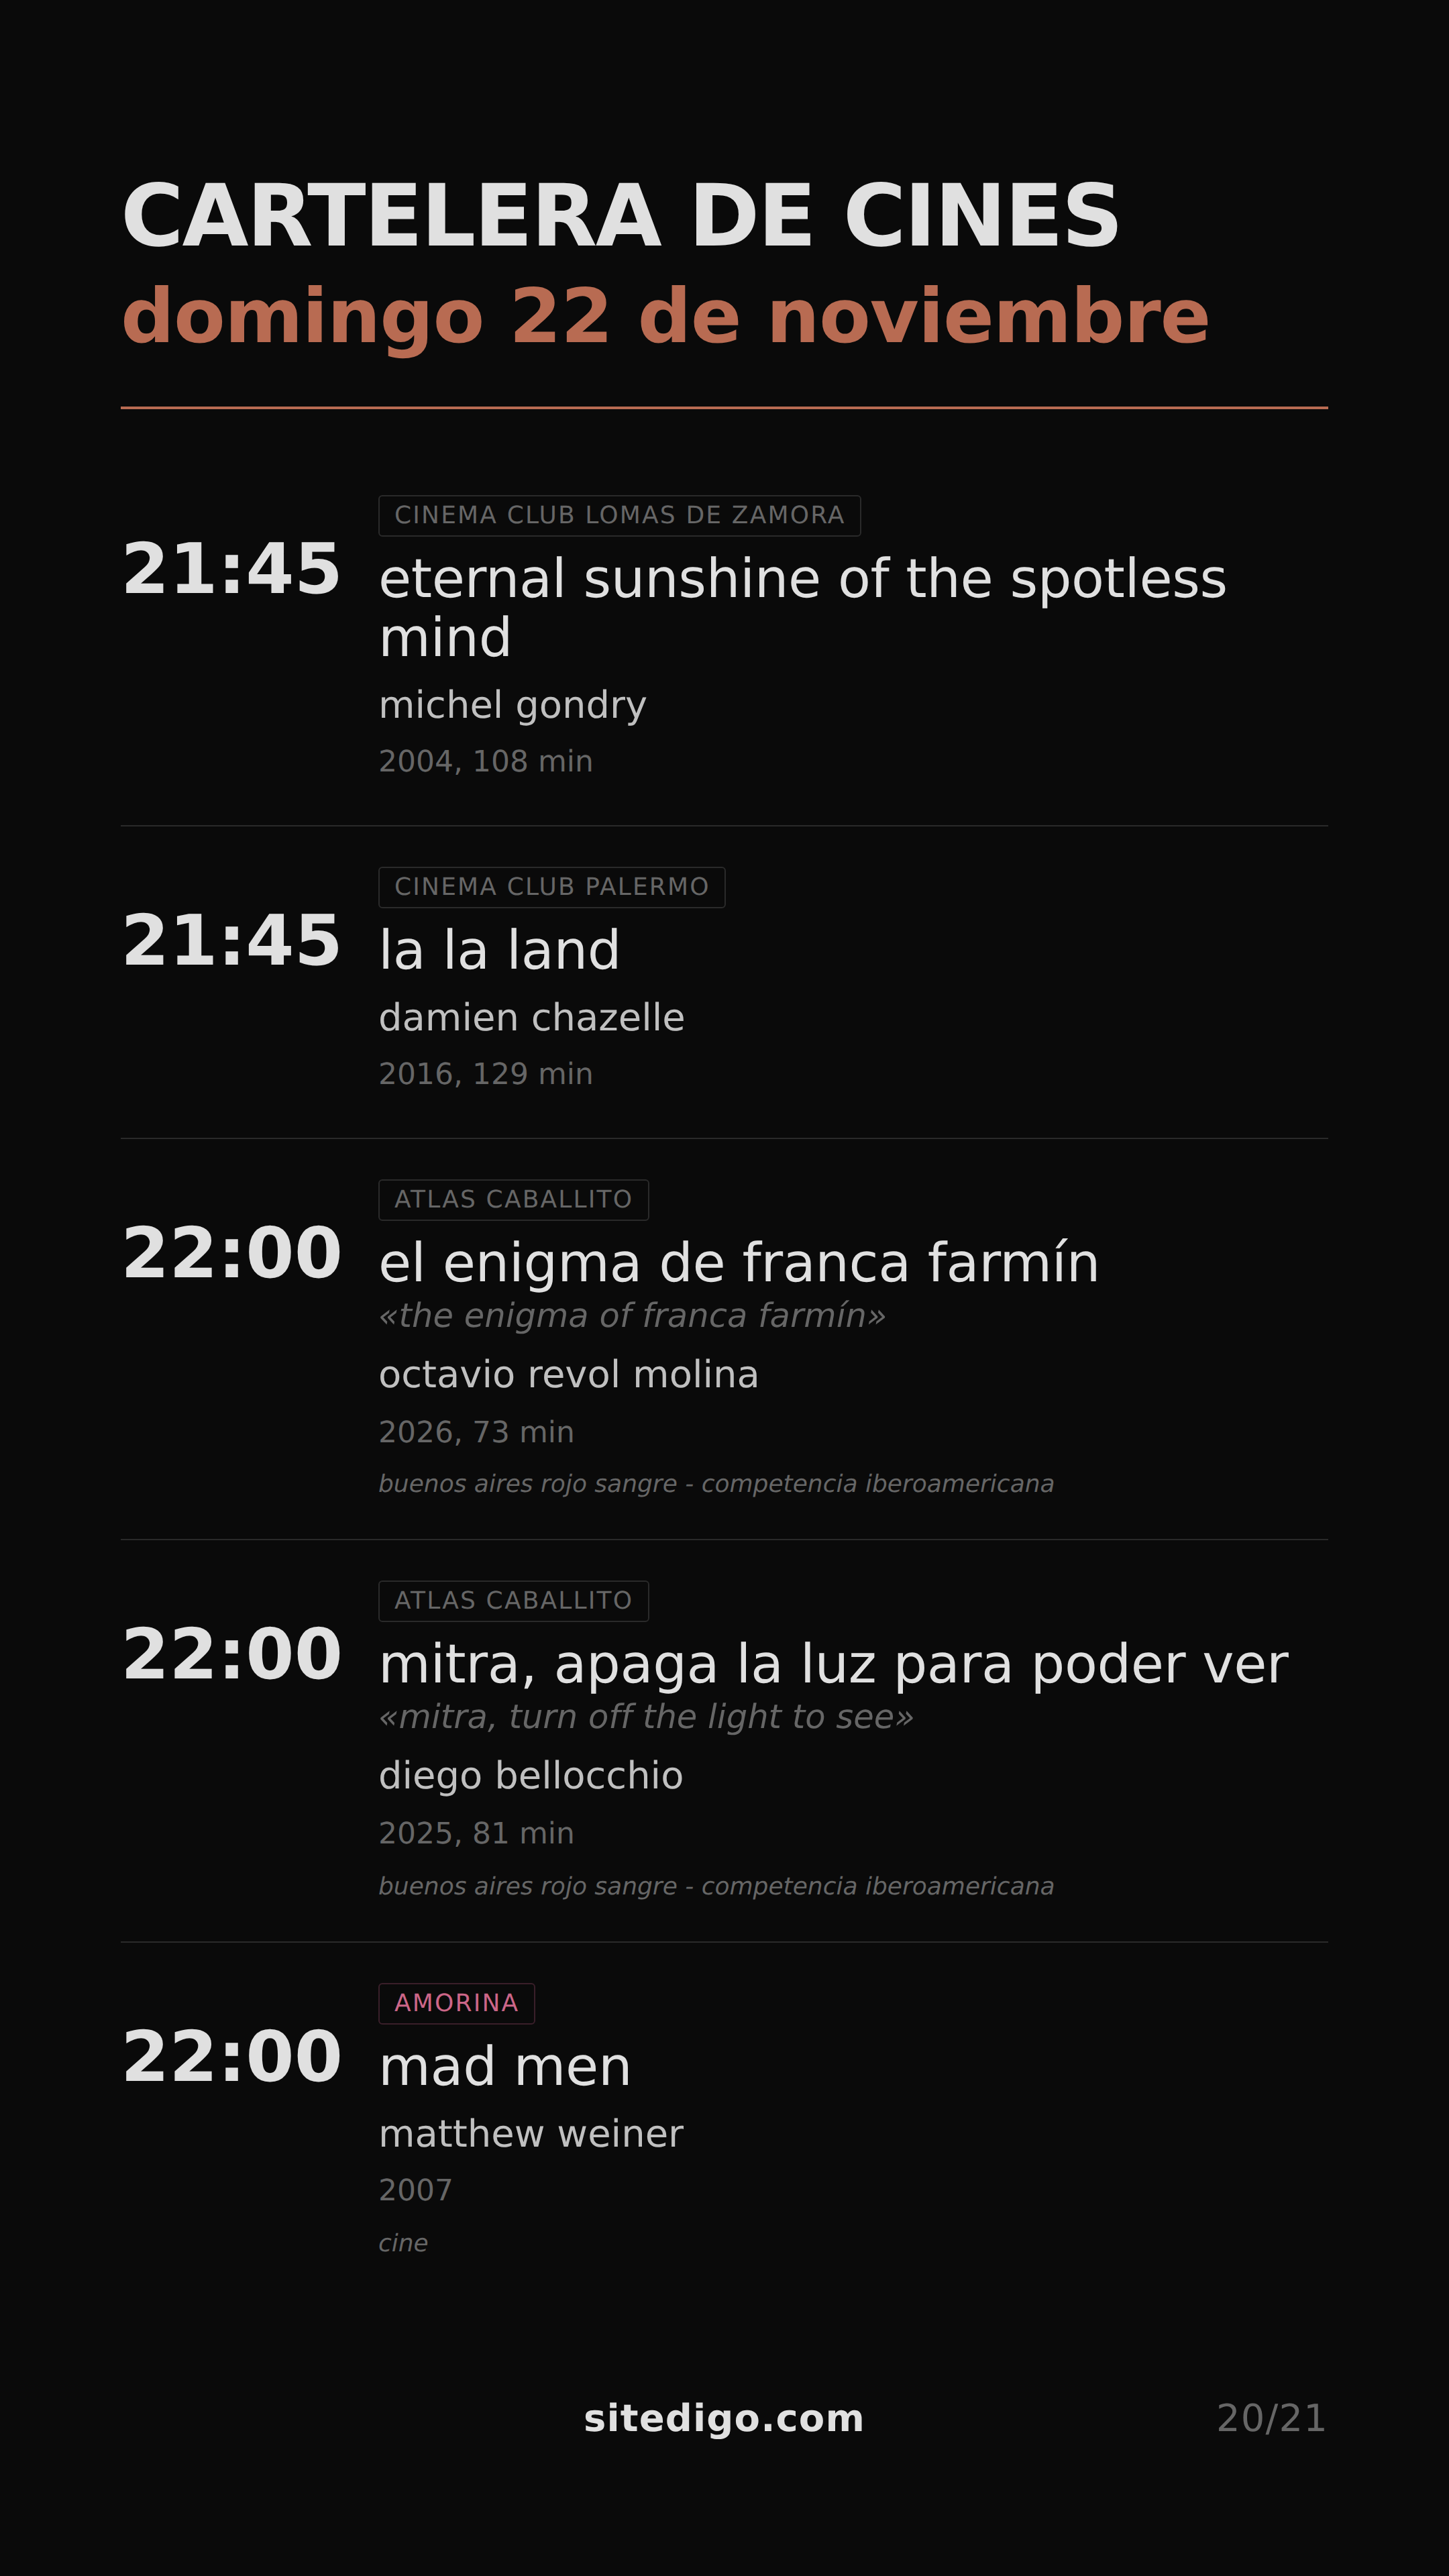 CARTELERA DE CINES
domingo 22 de noviembre
CINEMA CLUB LOMAS DE ZAMORA
21:45
eternal sunshine of the spotless
mind
michel gondry
2004, 108 min
CINEMA CLUB PALERMO
21:45
la la land
damien chazelle
2016, 129 min
ATLAS CABALLITO
22:00
el enigma de franca farmín
«the enigma of franca farmín»
octavio revol molina
2026, 73 min
buenos aires rojo sangre - competencia iberoamericana
ATLAS CABALLITO
22:00
mitra, apaga la luz para poder ver
«mitra, turn off the light to see»
diego bellocchio
2025, 81 min
buenos aires rojo sangre - competencia iberoamericana
AMORINA
22:00
mad men
matthew weiner
2007
cine
sitedigo.com
20/21